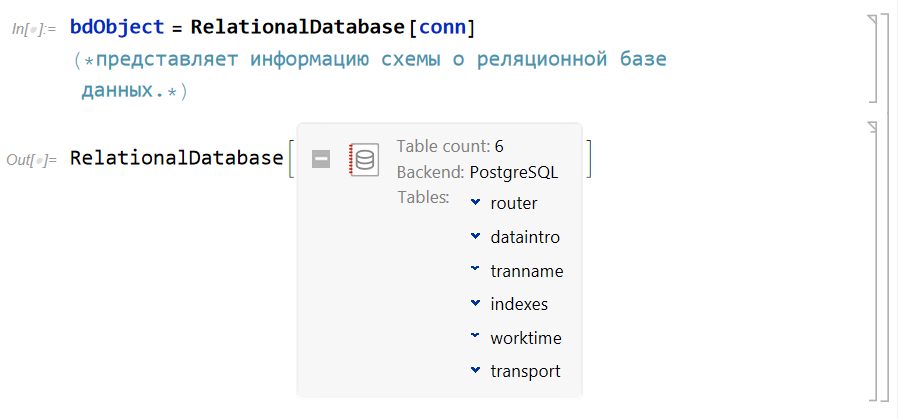 In[•]:= bdObject = RelationalDatabase[conn]
(*представляет информацию схемы о реляционной базе
данных.*)
Out[•]= RelationalDatabase[ ]
Table count: 6
Backend: PostgreSQL
Tables:
router
dataintro
tranname
indexes
worktime
transport